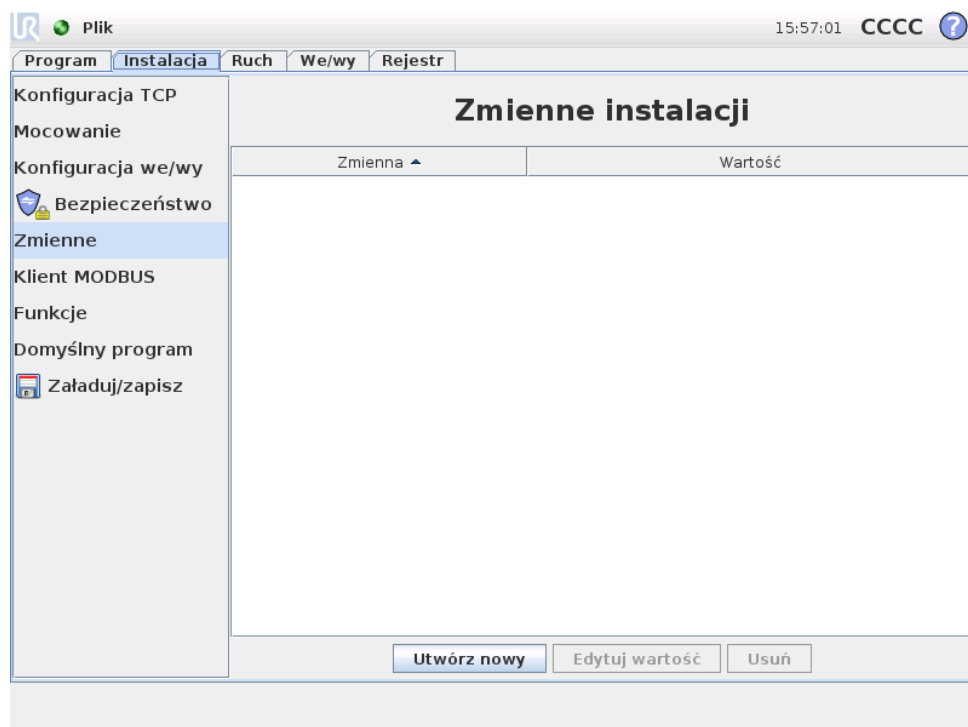 UR Plik 15:57:01 CCCC ?
Program Instalacja Ruch We/wy Rejestr
Konfiguracja TCP
Mocowanie
Konfiguracja we/wy
Bezpieczeństwo
Zmienne
Klient MODBUS
Funkcje
Domyślny program
Załaduj/zapisz
Zmienne instalacji
Zmienna Wartość
Utwórz nowy Edytuj wartość Usuń